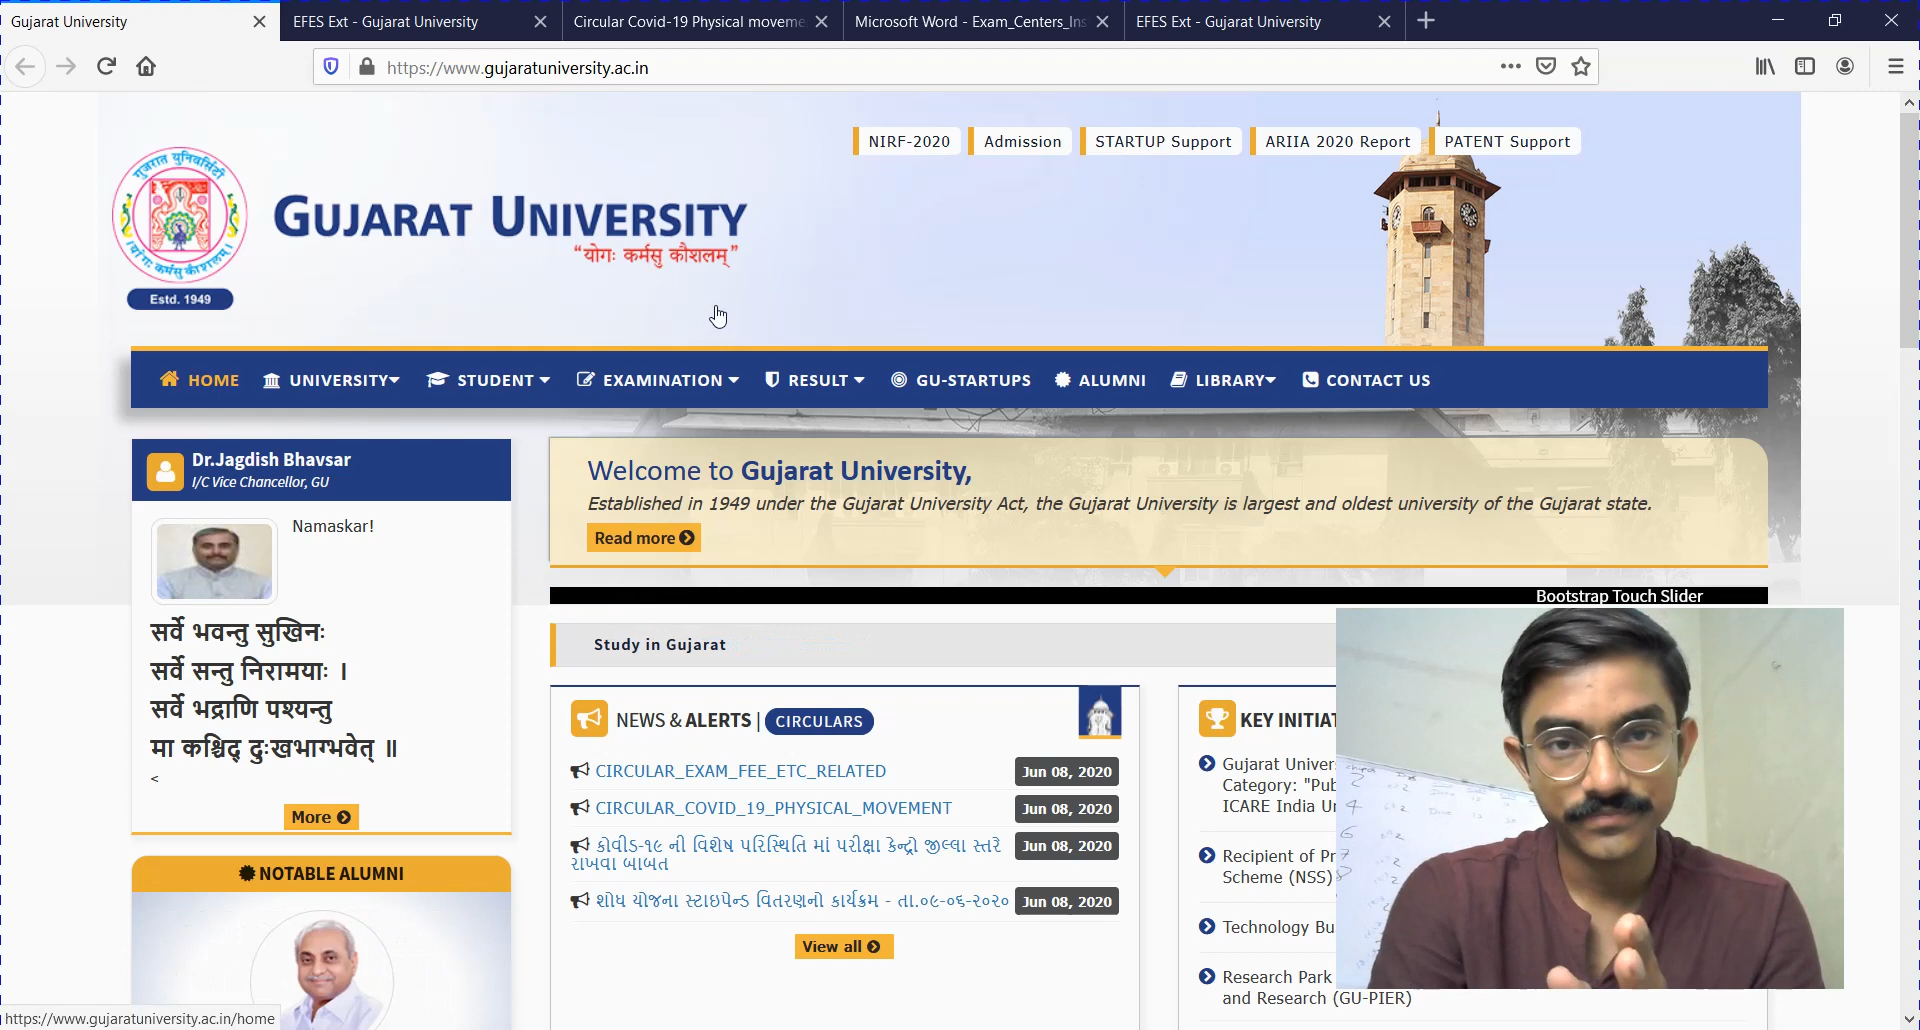 Gujarat University
EFES Ext - Gujarat University
Circular Covid-19 Physical moveme
Microsoft Word - Exam_Centers_Ins
EFES Ext - Gujarat University
https://www.gujaratuniversity.ac.in
NIRF-2020
Admission
STARTUP Support
ARIIA 2020 Report
PATENT Support
ગુજરાત યુનિવર્સિટી
। योगः कर्मसु कौशलम् ।
Estd. 1949
GUJARAT UNIVERSITY
“योगः कर्मसु कौशलम्”
HOME
UNIVERSITY
STUDENT
EXAMINATION
RESULT
GU-STARTUPS
ALUMNI
LIBRARY
CONTACT US
Dr.Jagdish Bhavsar
I/C Vice Chancellor, GU
Namaskar!
सर्वे भवन्तु सुखिनः
सर्वे सन्तु निरामयाः ।
सर्वे भद्राणि पश्यन्तु
मा कश्चिद् दुःखभाग्भवेत् ॥
<
More
NOTABLE ALUMNI
Welcome to Gujarat University,
Established in 1949 under the Gujarat University Act, the Gujarat University is largest and oldest university of the Gujarat state.
Read more
Bootstrap Touch Slider
Study in Gujarat
NEWS & ALERTS | CIRCULARS
CIRCULAR_EXAM_FEE_ETC_RELATED
Jun 08, 2020
CIRCULAR_COVID_19_PHYSICAL_MOVEMENT
Jun 08, 2020
કોવીડ-૧૯ ની વિશેષ પરિસ્થિતિ માં પરીક્ષા કેન્દ્રો જીલ્લા સ્તરે
રાખવા બાબત
Jun 08, 2020
શોધ યોજના સ્ટાઇપેન્ડ વિતરણનો કાર્યક્રમ - તા.૦૯-૦૬-૨૦૨૦
Jun 08, 2020
View all
KEY INITIAT
Gujarat Univer
Category: "Pub
ICARE India Un
Recipient of Pr
Scheme (NSS)
Technology Bu
Research Park
and Research (GU-PIER)
https://www.gujaratuniversity.ac.in/home